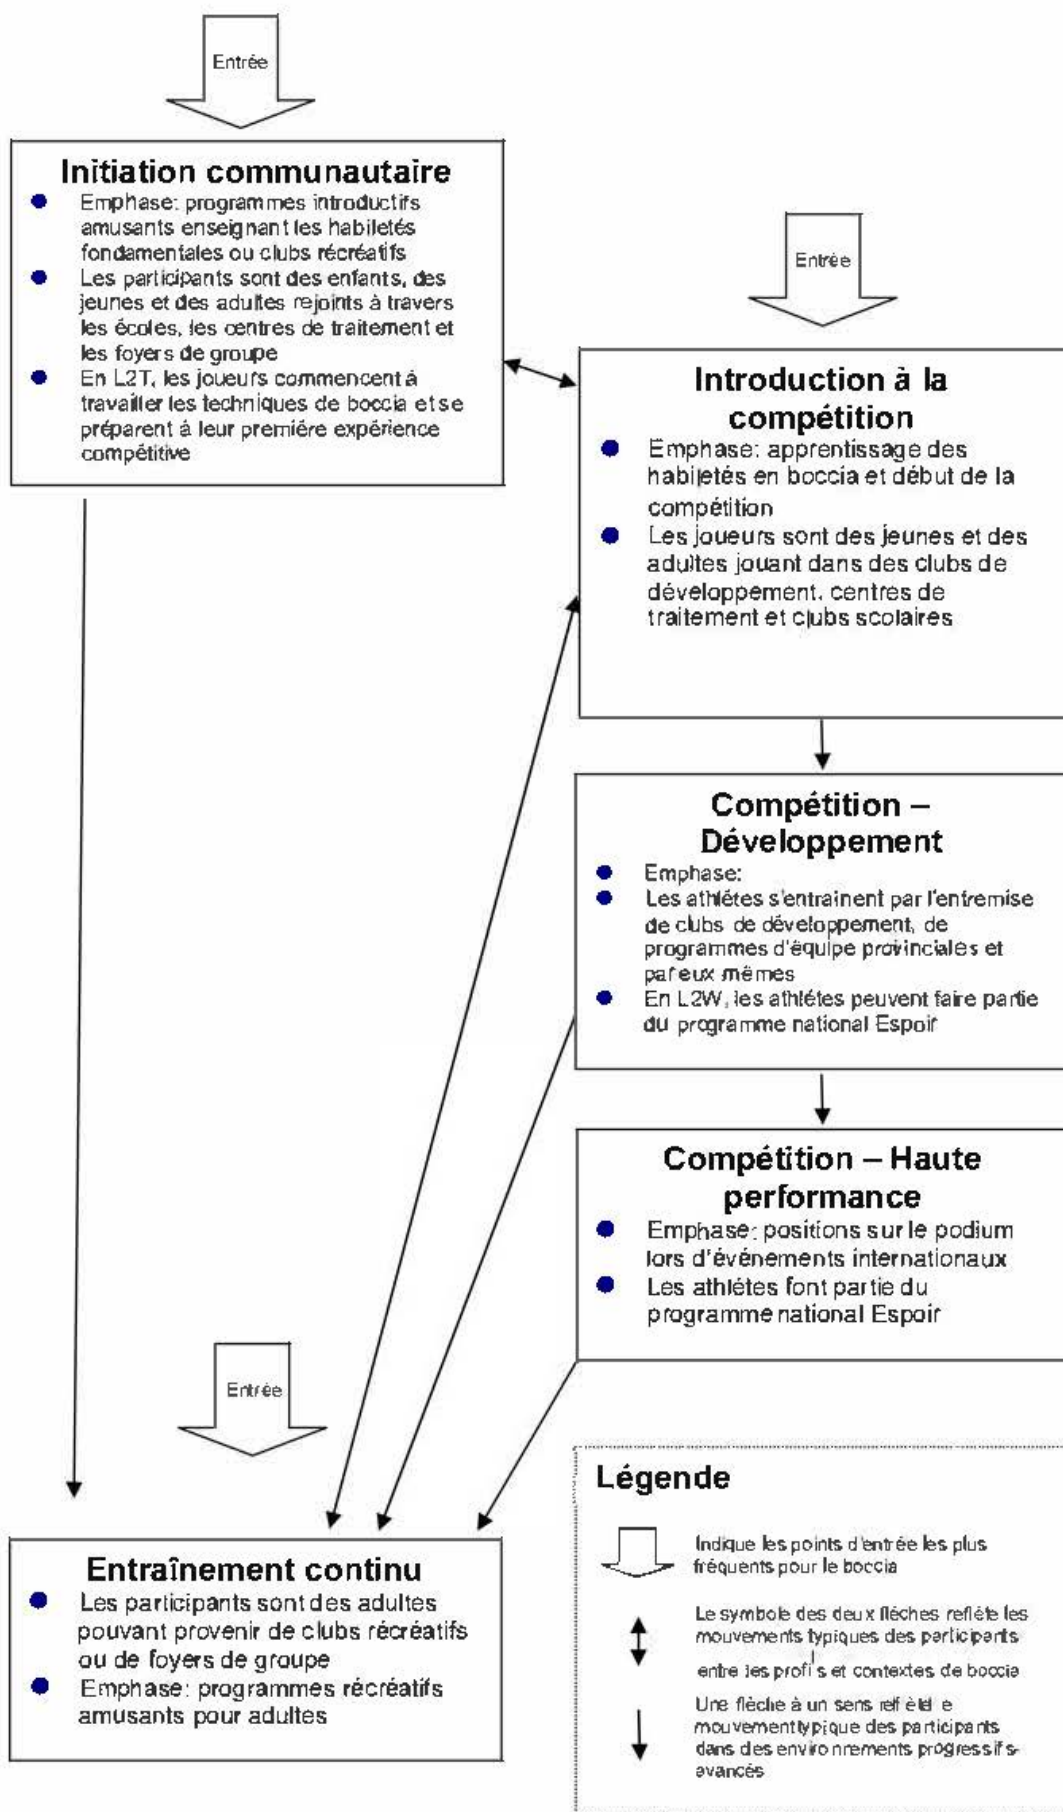 Entrée
Initiation communautaire
Emphase: programmes introductifs
amusants enseignant les habiletés
fondamentales ou clubs récréatifs
Les participants sont des enfants, des
jeunes et des adultes rejoints à travers
les écoles, les centres de traitement et
les foyers de groupe
En L2T, les joueurs commencent à
travailler les techniques de boccia et se
préparent à leur première expérience
compétitive
Entrée
Introduction à la
compétition
Emphase: apprentissage des
habiletés en boccia et début de la
compétition
Les joueurs sont des jeunes et des
adultes jouant dans des clubs de
développement, centres de
traitement et clubs scolaires
Compétition –
Développement
Emphase:
Les athlétes s'entrainent par l'entremise
de clubs de développement, de
programmes d'équipe provinciales et
par eux mêmes
En L2W, les athlétes peuvent faire partie
du programme national Espoir
Compétition – Haute
performance
Emphase: positions sur le podium
lors d'événements internationaux
Les athlétes font partie du
programme national Espoir
Entrée
Entraînement continu
Les participants sont des adultes
pouvant provenir de clubs récréatifs
ou de foyers de groupe
Emphase: programmes récréatifs
amusants pour adultes
Légende
Indique les points d'entrée les plus
fréquents pour le boccia
Le symbole des deux fléches refléte les
mouvements typiques des participants
entre les profils et contextes de boccia
Une flèche à un sens refléte le
mouvement typique des participants
dans des environnements progressifs-
avancés